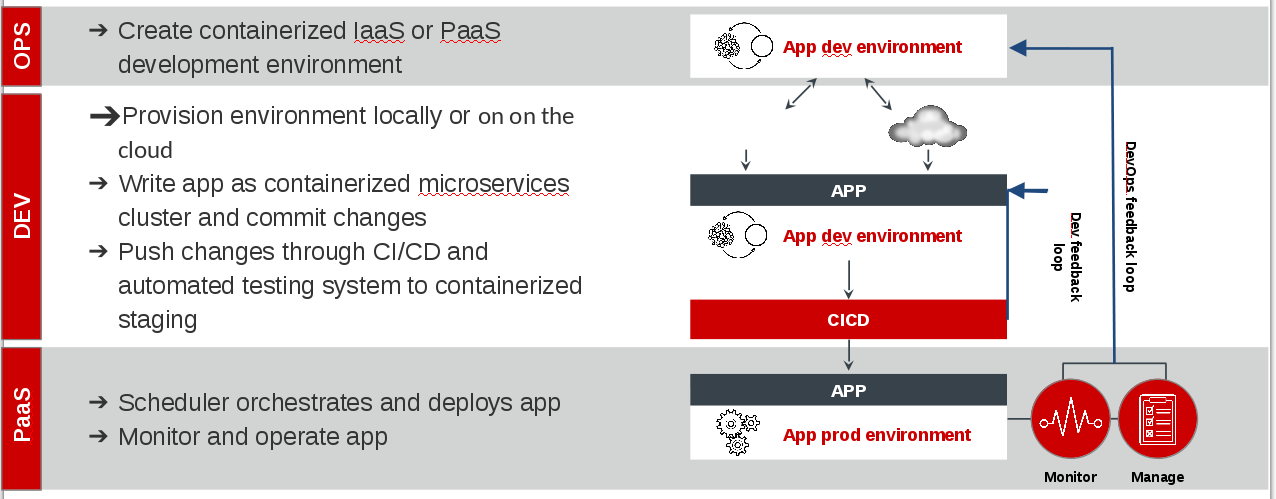 OPS
➔ Create containerized IaaS or PaaS
development environment
App dev environment
DEV
➔Provision environment locally or on on the
cloud
➔ Write app as containerized microservices
cluster and commit changes
➔ Push changes through CI/CD and
automated testing system to containerized
staging
APP
App dev environment
CICD
Dev feedback
loop
DevOps feedback loop
PaaS
➔ Scheduler orchestrates and deploys app
➔ Monitor and operate app
APP
App prod environment
Monitor
Manage